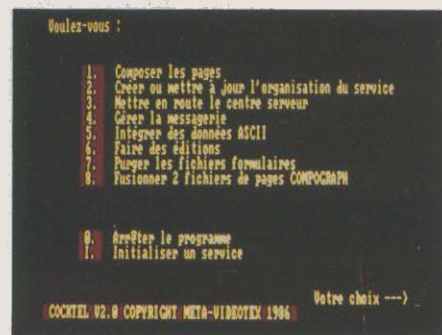 Voulez-vous :
1. Composer les pages
2. Créer ou mettre à jour l'organisation du service
3. Mettre en route le centre serveur
4. Gérer la messagerie
5. Intégrer des données ASCII
6. Faire des éditions
7. Purger les fichiers formulaires
8. Fusionner 2 fichiers de pages COMPOGRAPH
0. Arrêter le programme
I. Initialiser un service
Votre choix --->
COCKTEL V2.0 COPYRIGHT META-VIDEOTEX 1986